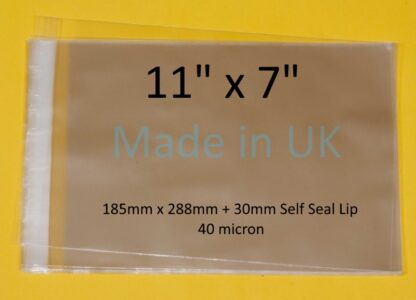 11" x 7"
Made in UK
185mm x 288mm + 30mm Self Seal Lip
40 micron